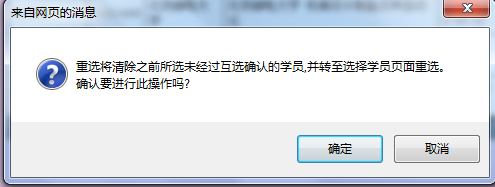 来自网页的消息
重选将清除之前所选未经过互选确认的学员,并转至选择学员页面重选。
确认要进行此操作吗?
确定
取消